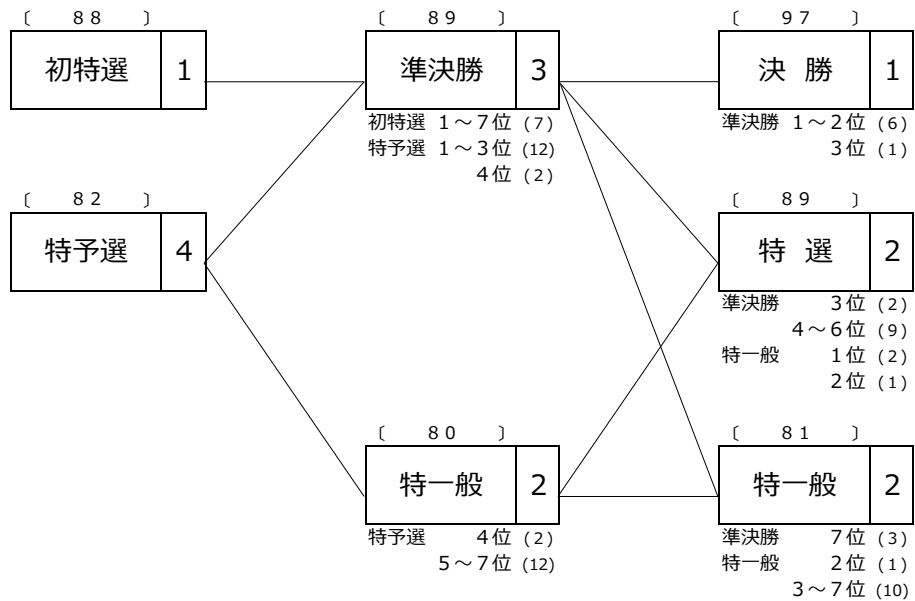 〔　８８　〕
初特選 1
〔　８９　〕
準決勝 3
初特選 １～７位 (7)
特予選 １～３位 (12)
４位 (2)
〔　９７　〕
決 勝 1
準決勝 １～２位 (6)
３位 (1)
〔　８２　〕
特予選 4
〔　８９　〕
特 選 2
準決勝 ３位 (2)
４～６位 (9)
特一般 １位 (2)
２位 (1)
〔　８０　〕
特一般 2
特予選 ４位 (2)
５～７位 (12)
〔　８１　〕
特一般 2
準決勝 ７位 (3)
特一般 ２位 (1)
３～７位 (10)